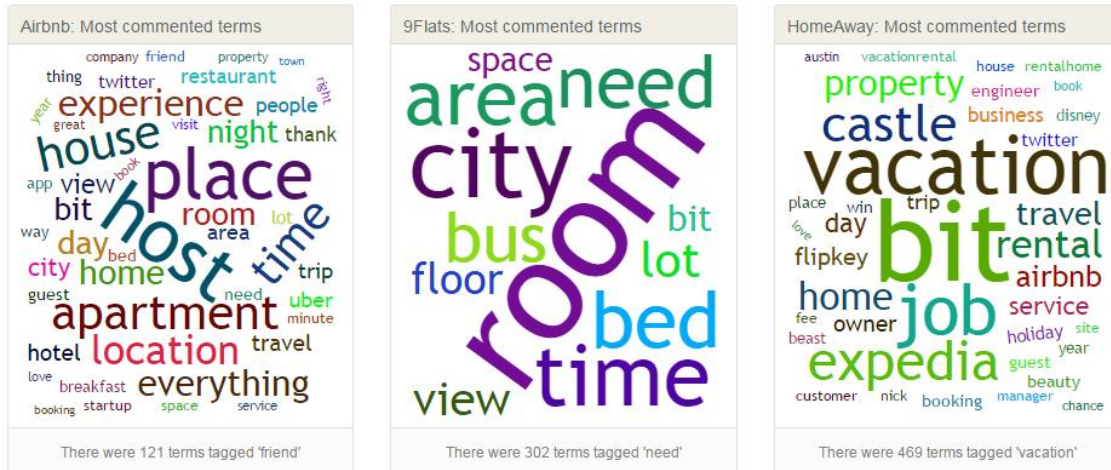 Airbnb: Most commented terms
company friend property town
thing twitter restaurant right
year experience people
great visit night thank
house book place
app view host
bit room lot time
way day area
bed
city home trip
guest need uber
apartment minute
hotel location travel
love breakfast everything
booking startup space service
There were 121 terms tagged 'friend'
9Flats: Most commented terms
space need
area
city room
bus bit
floor lot
bed
time
view
There were 302 terms tagged 'need'
HomeAway: Most commented terms
austin vacationrental house rentalhome
property engineer book
castle business disney
twitter
vacation
place win trip
love day bit travel
flipkey rental
airbnb
home job service
fee owner holiday site
beast year
expedia guest
beauty
customer nick booking manager chance
There were 469 terms tagged 'vacation'